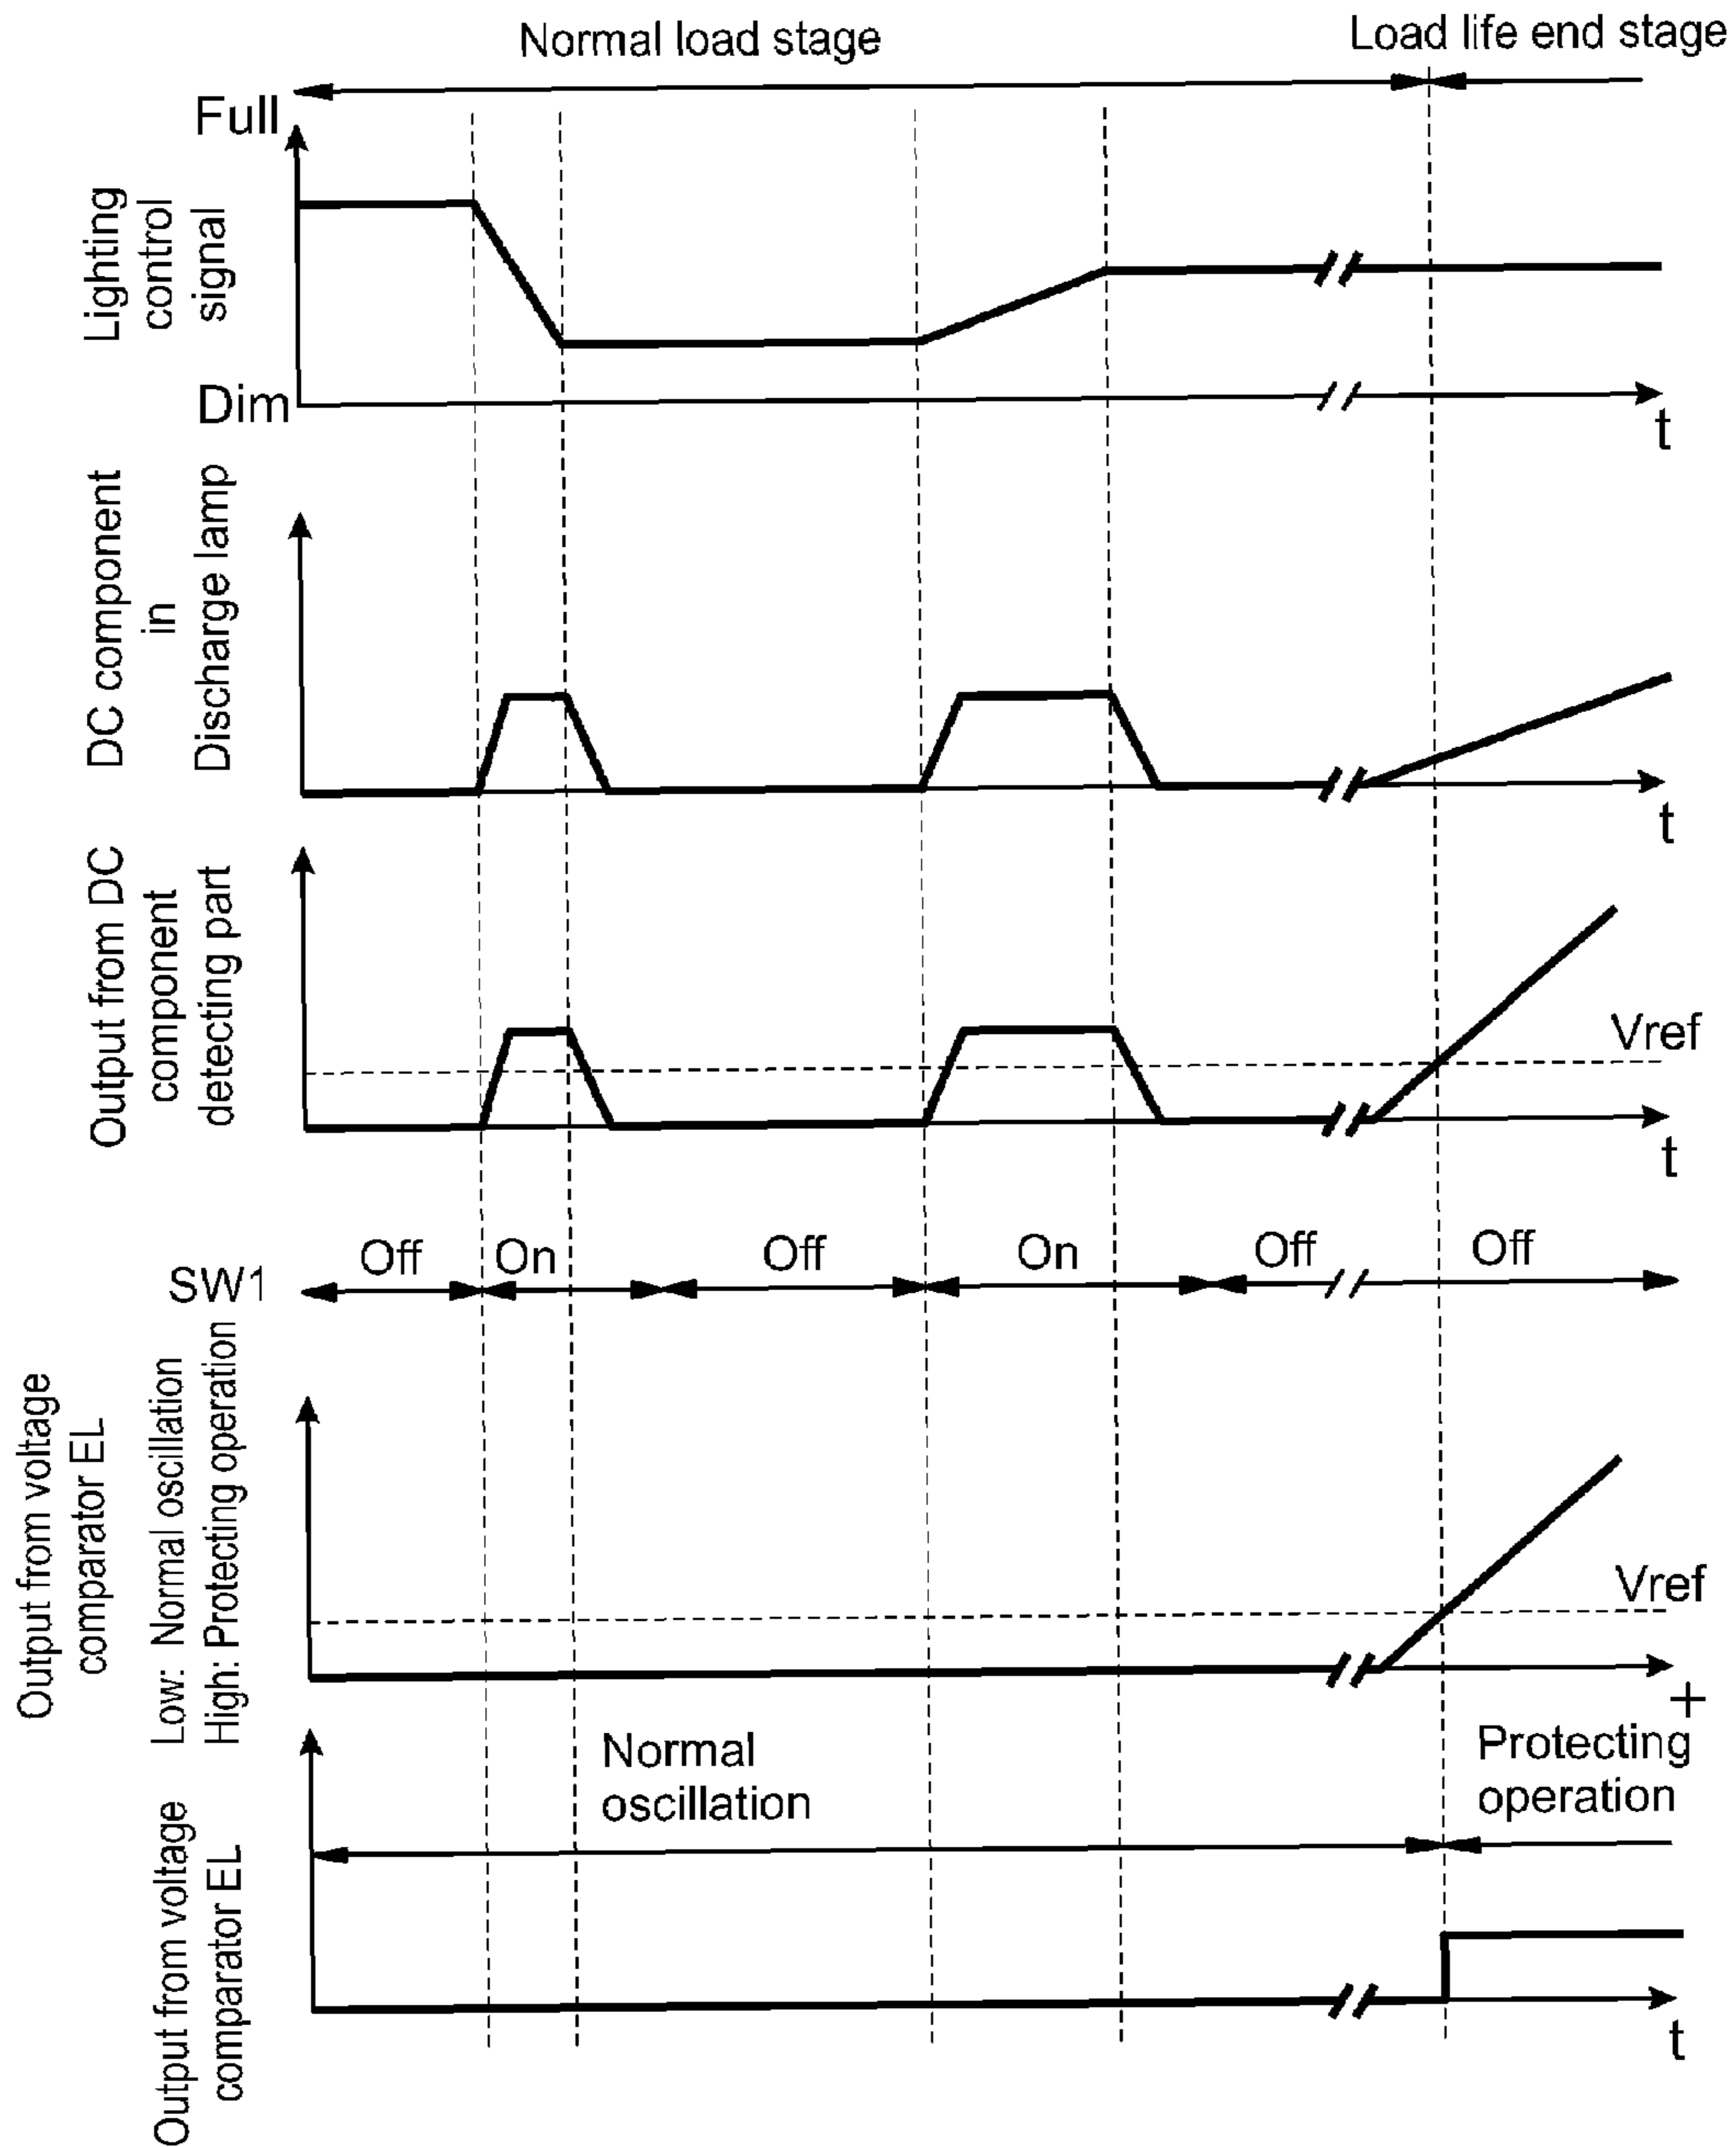 Normal load stage
Load life end stage
Full
Lighting
control
signal
Dim
t
DC component
in
Discharge lamp
t
Output from DC
component
detecting part
Vref
t
SW1
Off
On
Off
On
Off
Off
Output from voltage
comparator EL
Low: Normal oscillation
High: Protecting operation
Vref
+
Normal
oscillation
Protecting
operation
Output from voltage
comparator EL
t